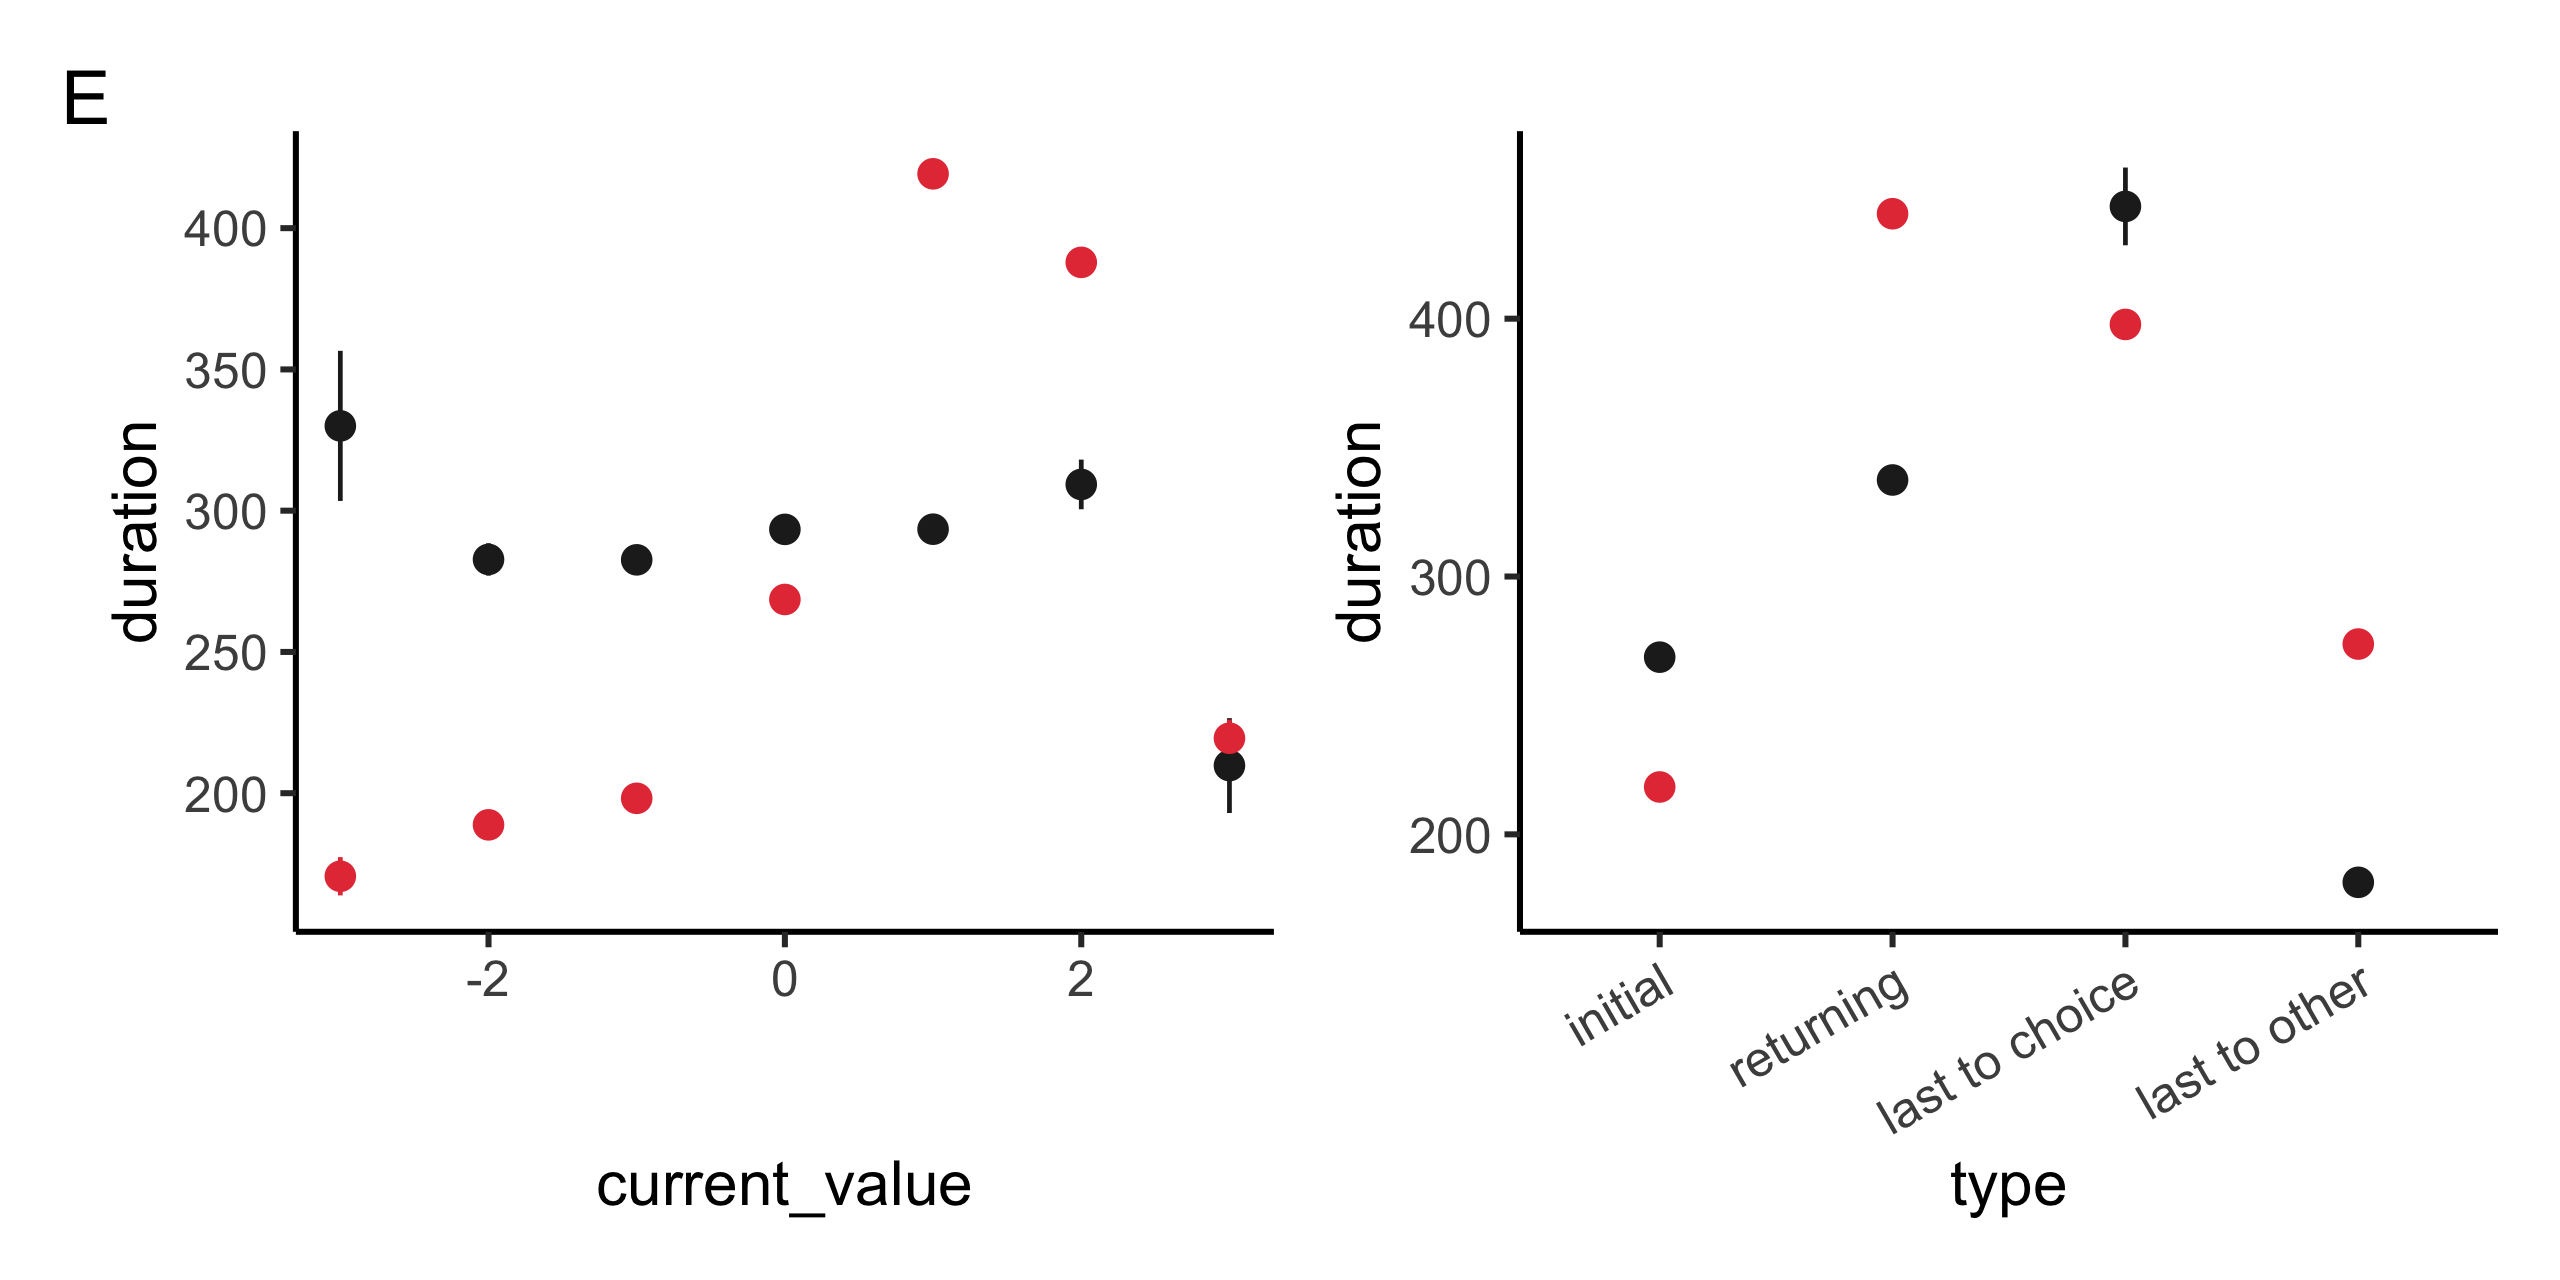 E
duration
400
350
300
250
200
-2
0
2
current_value
duration
400
300
200
initial
returning
last to choice
last to other
type